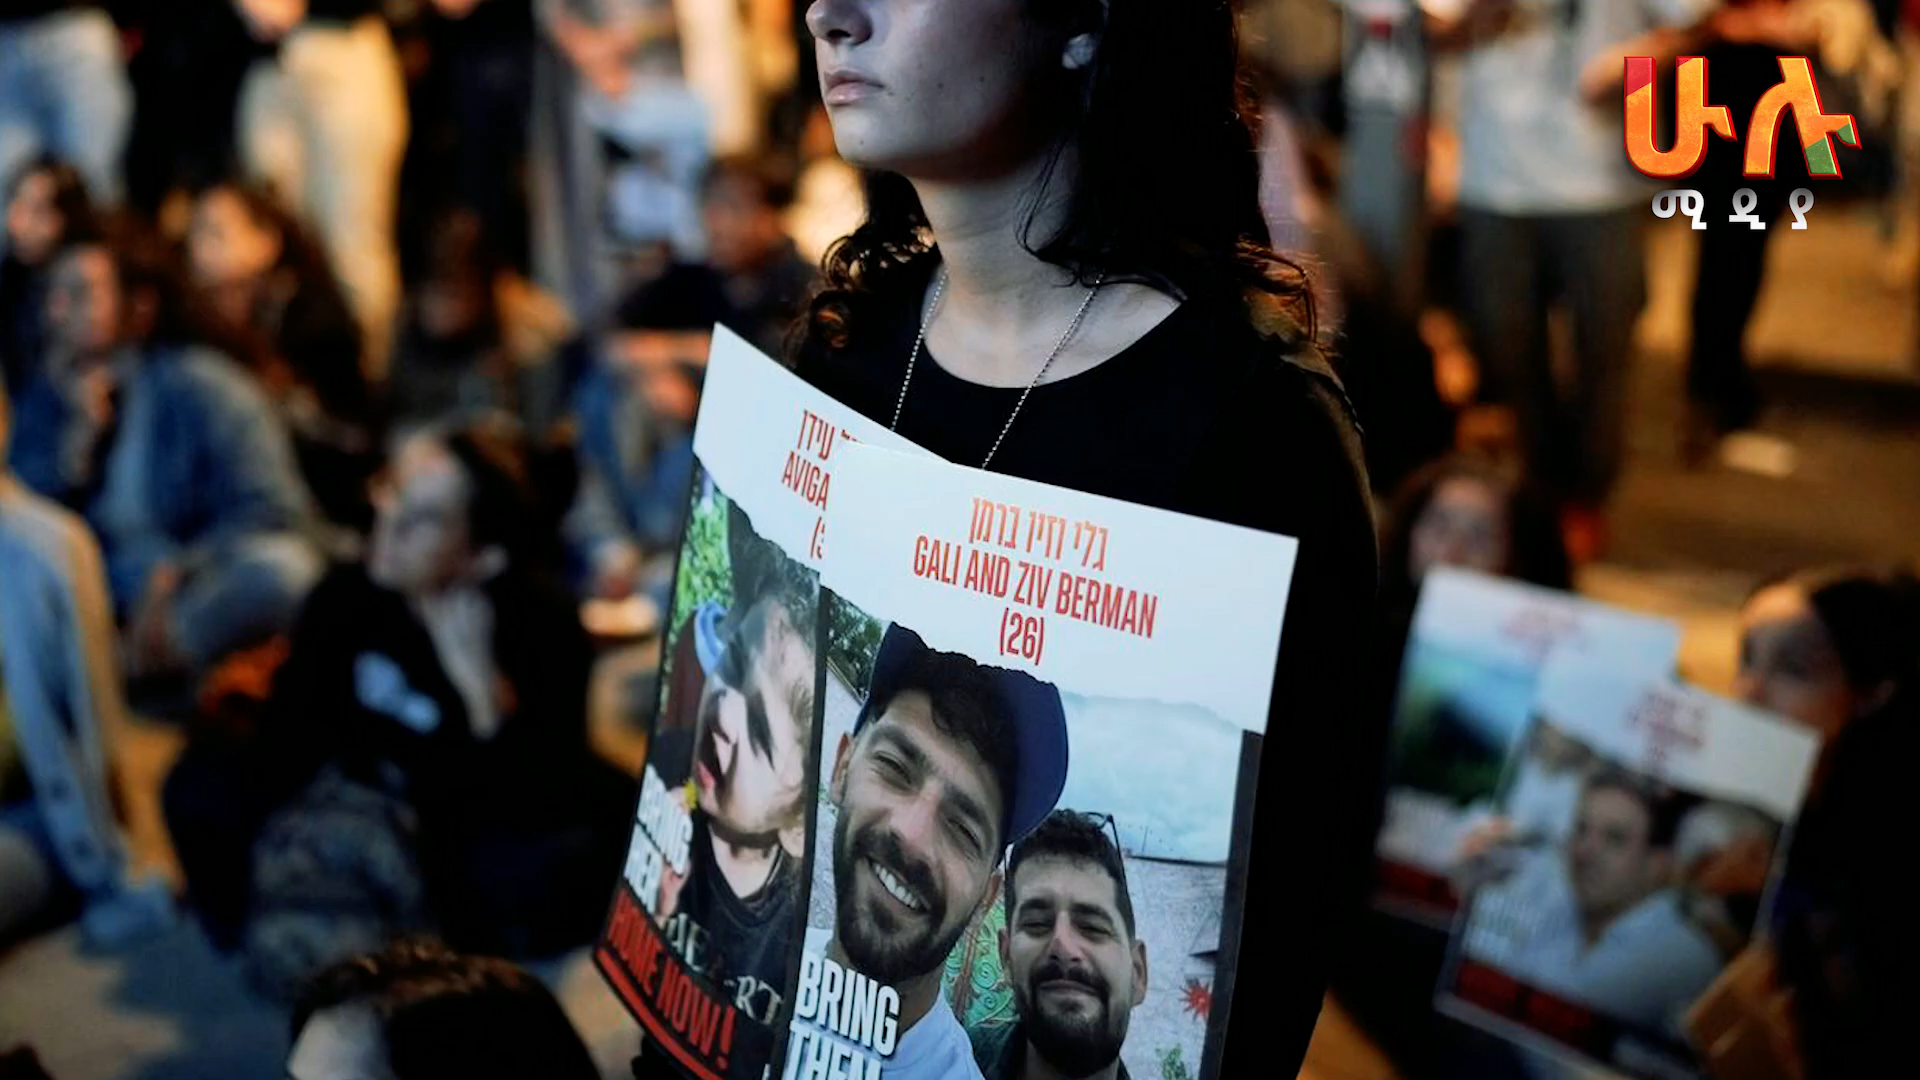 ሁሉ
ሚዲያ
עידן
AVIGA
גלי וזיו ברמן
GALI AND ZIV BERMAN
(26)
BRING
HER
HOME NOW!
BRING
THEM